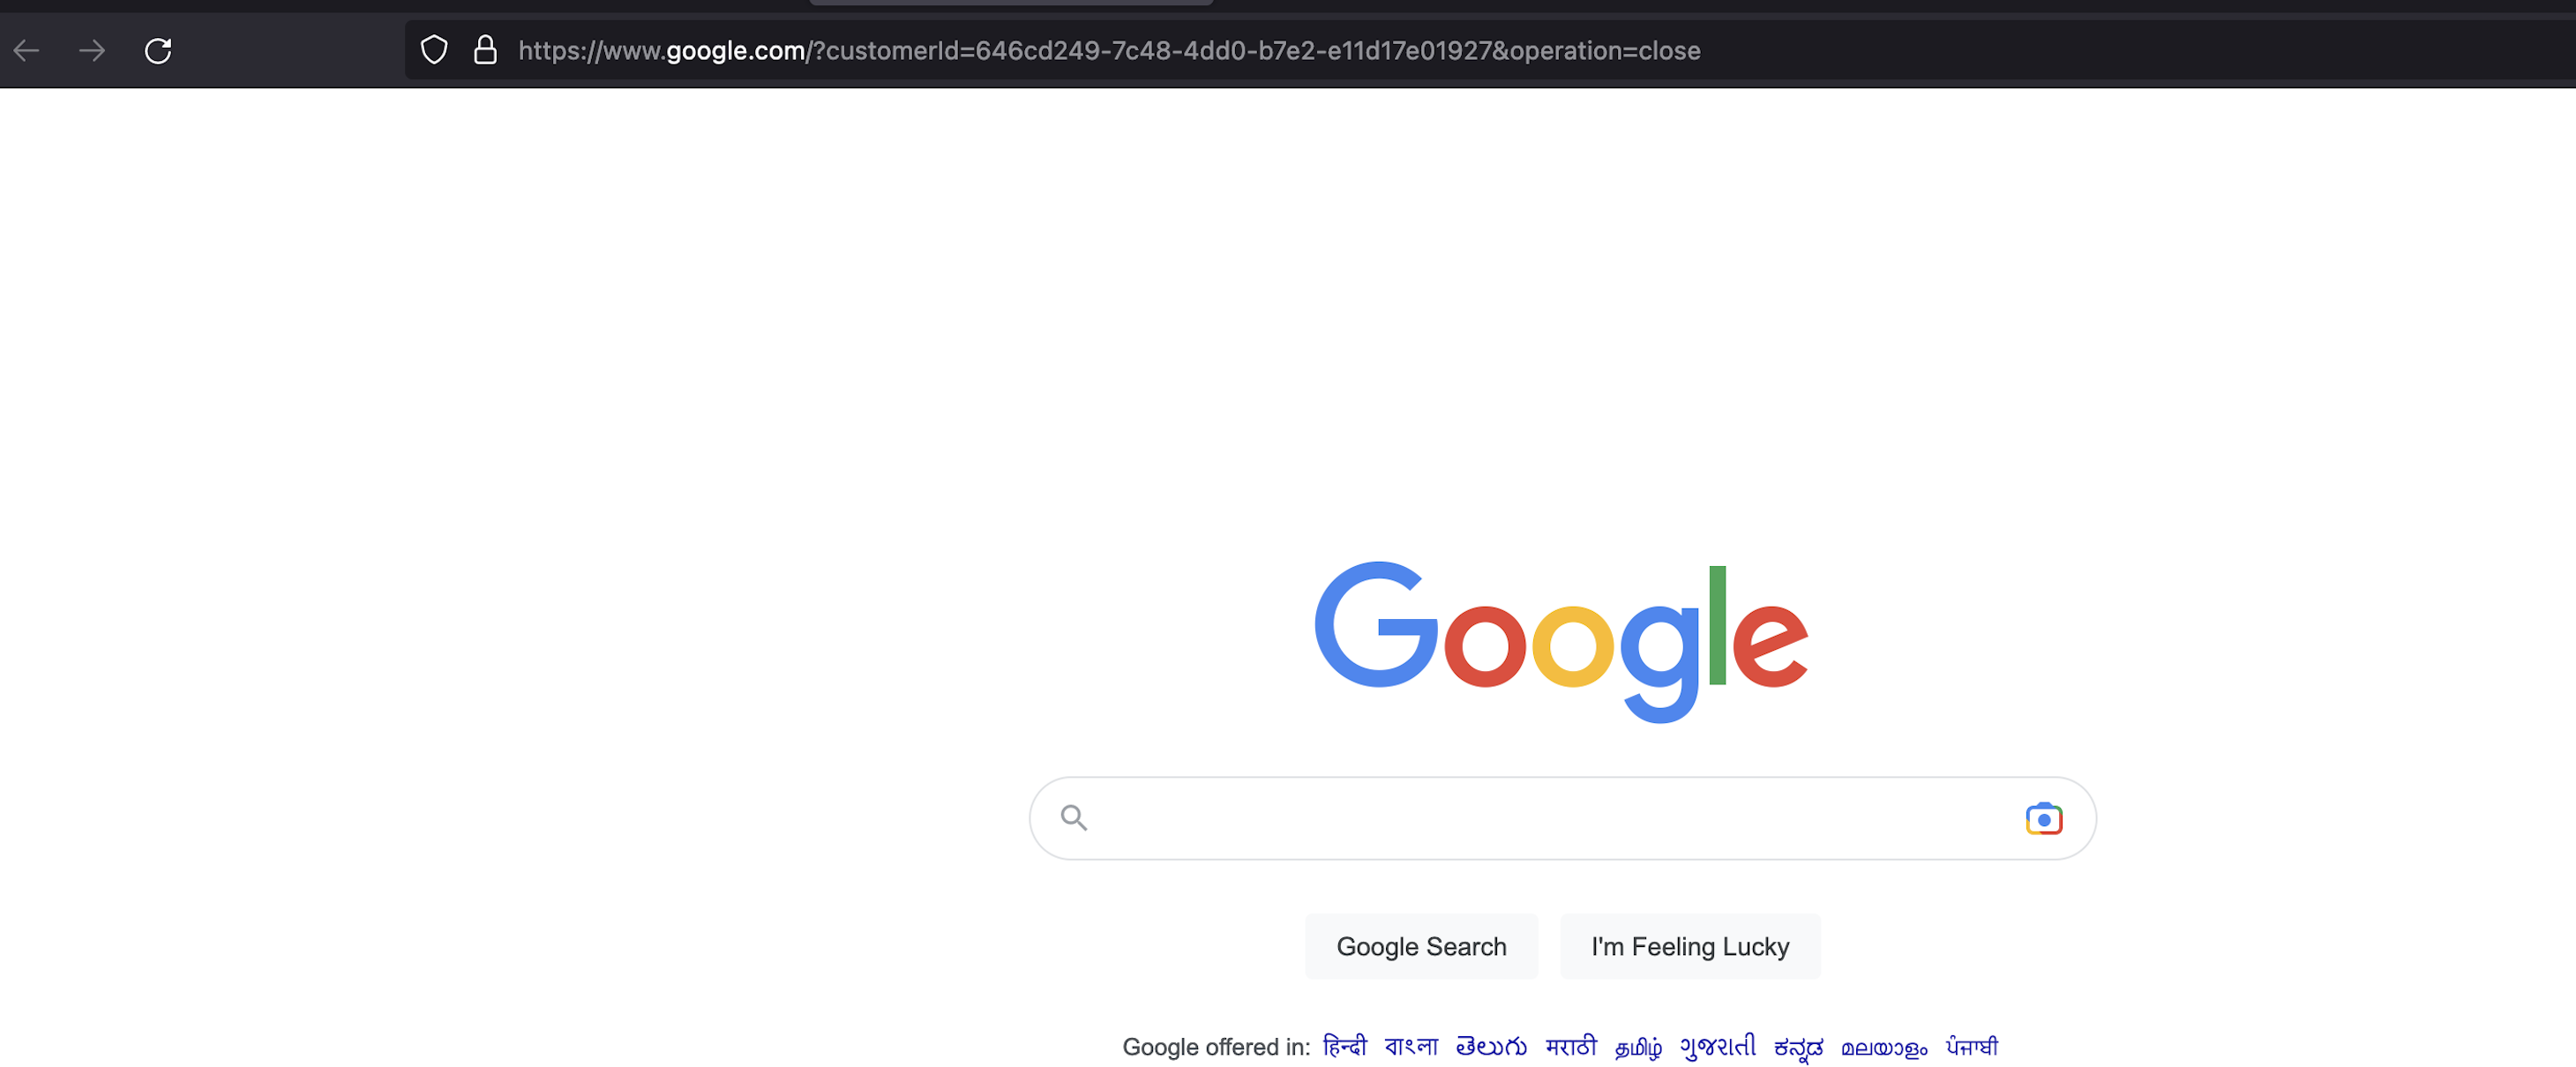 https://www.google.com/?customerId=646cd249-7c48-4dd0-b7e2-e11d17e01927&operation=close
Google
Google Search I'm Feeling Lucky
Google offered in: हिन्दी বাংলা తెలుగు मराठी தமிழ் ગુજરાતી ಕನ್ನಡ മലയാളം ਪੰਜਾਬੀ